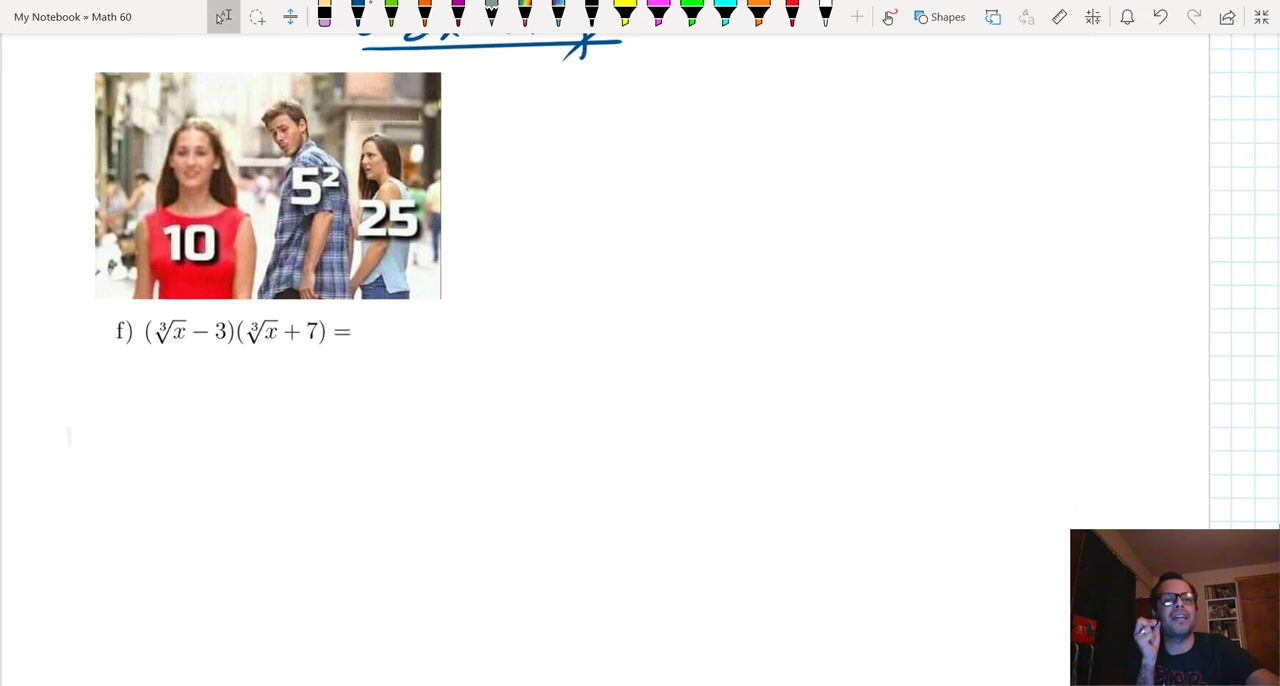 My Notebook » Math 60
Shapes
10
5²
25
f) (∛x − 3)(∛x + 7) =